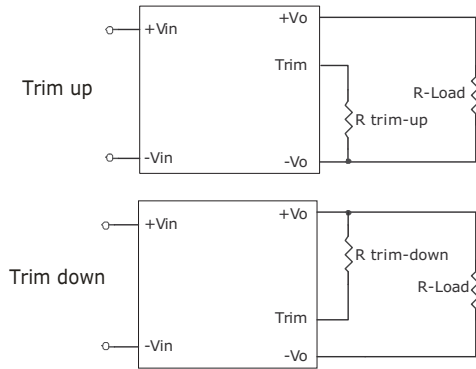 +Vo
+Vin
Trim
Trim up
R-Load
R trim-up
-Vin
-Vo
+Vo
+Vin
R trim-down
Trim down
R-Load
Trim
-Vin
-Vo